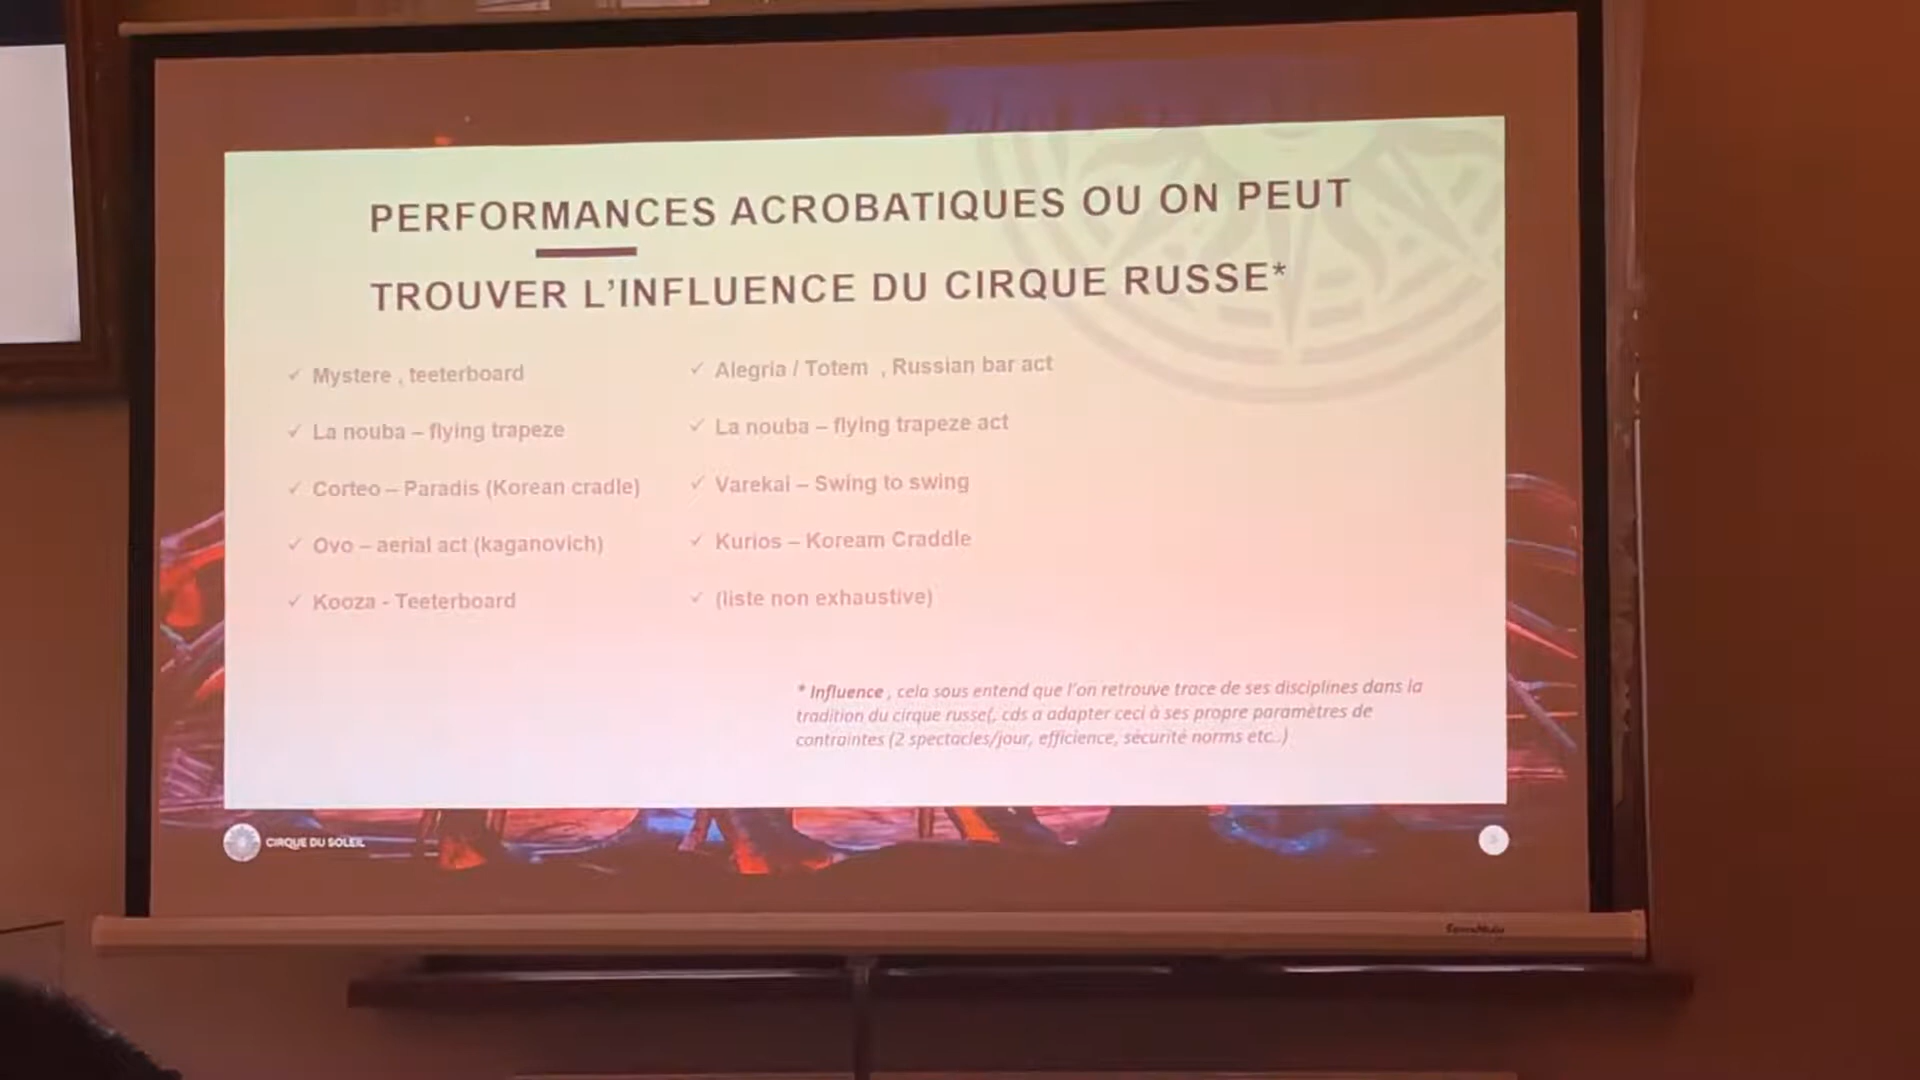 PERFORMANCES ACROBATIQUES OU ON PEUT
TROUVER L'INFLUENCE DU CIRQUE RUSSE*
✓ Mystere , teeterboard
✓ La nouba – flying trapeze
✓ Corteo – Paradis (Korean cradle)
✓ Ovo – aerial act (kaganovich)
✓ Kooza - Teeterboard
✓ Alegria / Totem , Russian bar act
✓ La nouba – flying trapeze act
✓ Varekai – Swing to swing
✓ Kurios – Koream Craddle
✓ (liste non exhaustive)
* Influence , cela sous entend que l'on retrouve trace de ses disciplines dans la
tradition du cirque russe(, cds a adapter ceci à ses propre paramètres de
contraintes (2 spectacles/jour, efficience, sécurité norms etc..)
CIRQUE DU SOLEIL